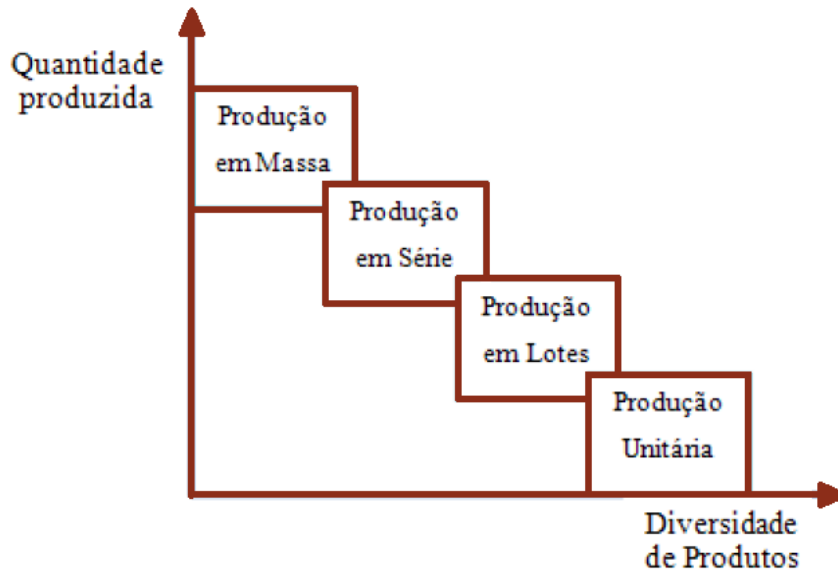 Quantidade
produzida
Produção
em Massa
Produção
em Série
Produção
em Lotes
Produção
Unitária
Diversidade
de Produtos